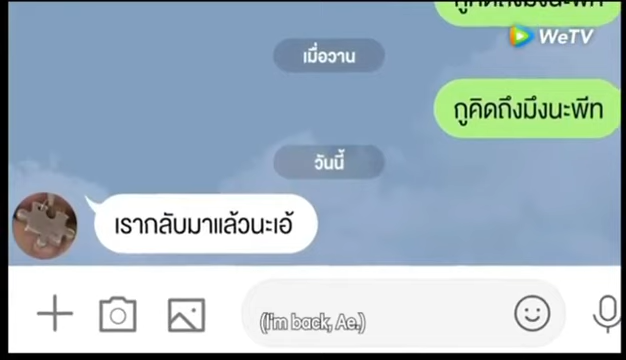 WeTV
เมื่อวาน
กูคิดถึงมึงนะพีท
วันนี้
เรากลับมาแล้วนะเอ้
(I'm back, Ae.)